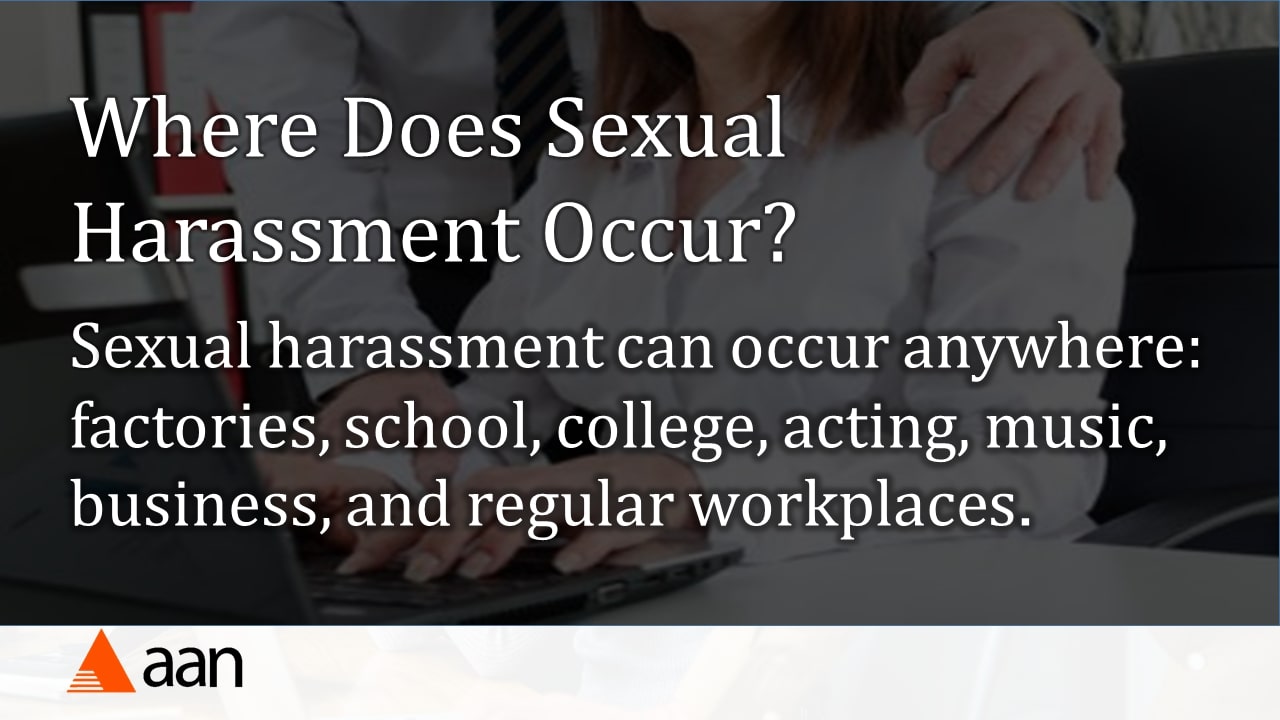 Where Does Sexual
Harassment Occur?
Sexual harassment can occur anywhere:
factories, school, college, acting, music,
business, and regular workplaces.
aan